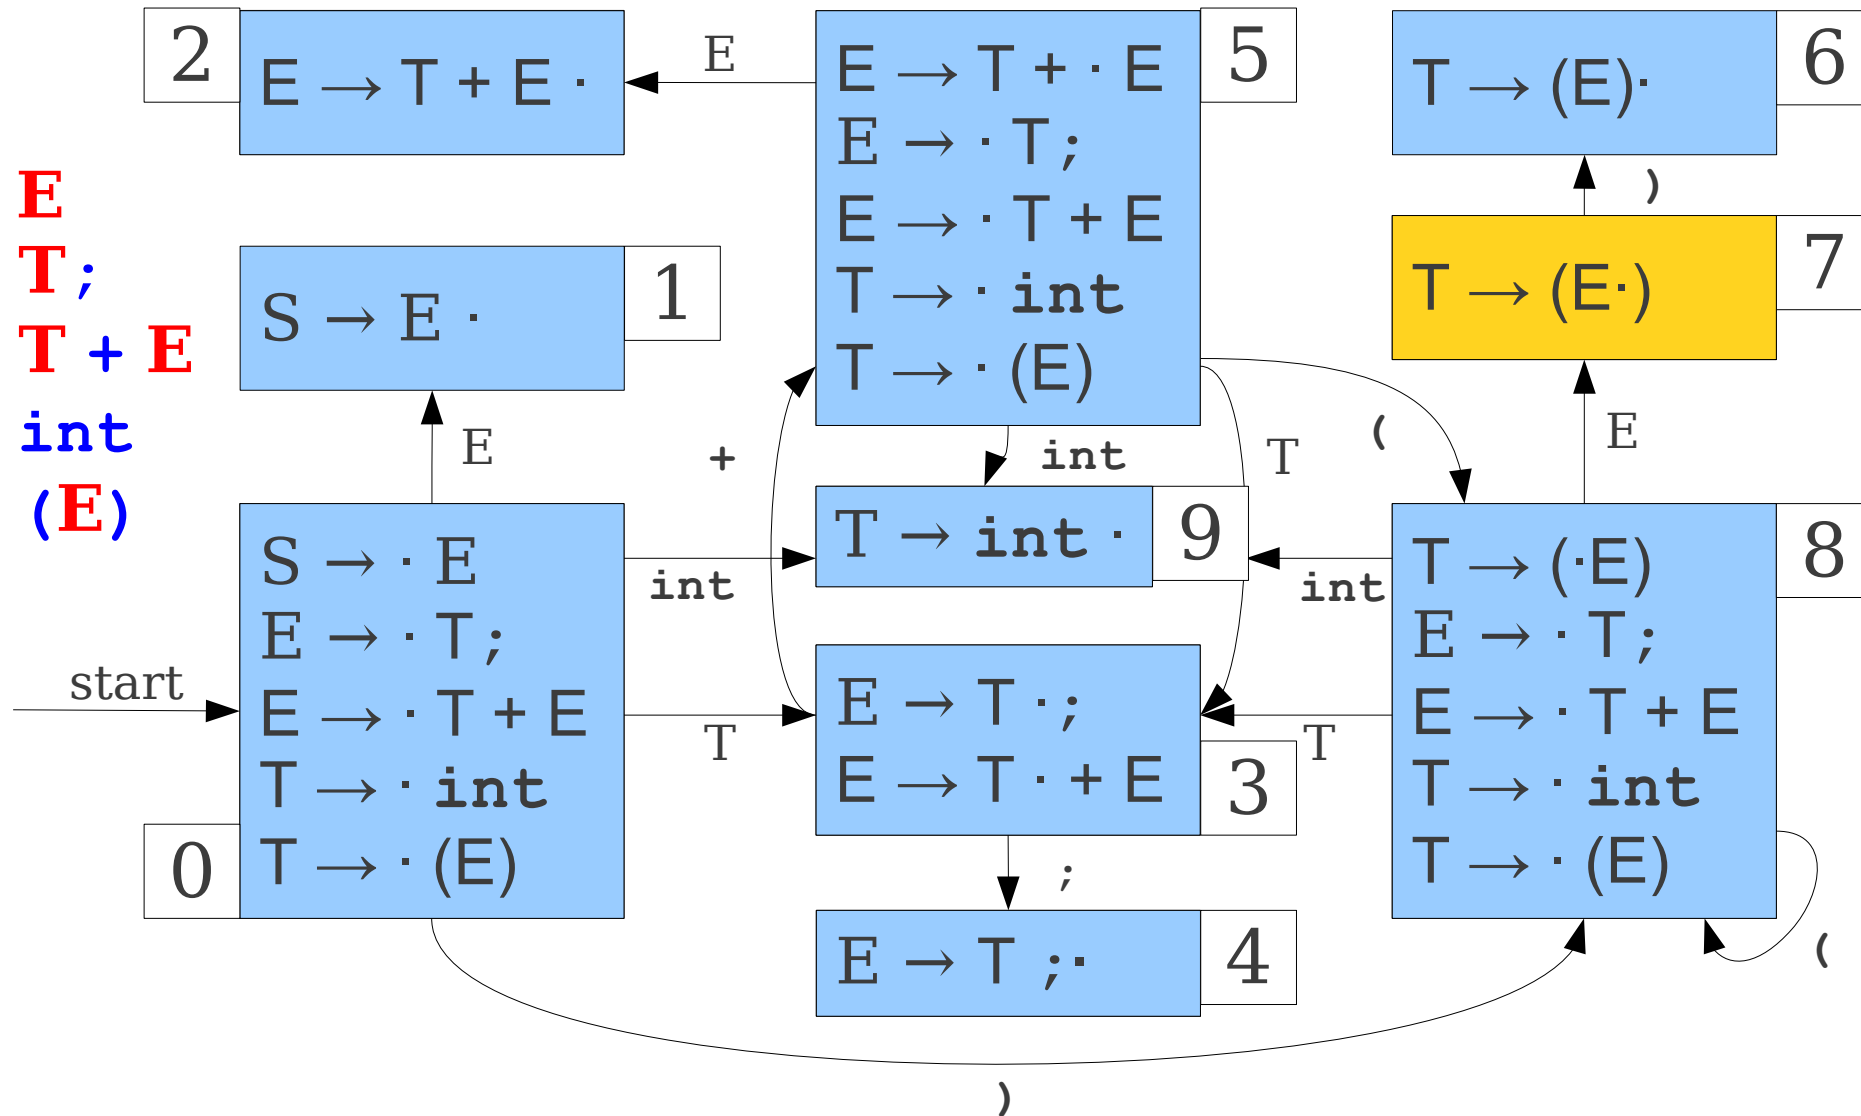 2
E → T + E ·
E
E → T + · E
E → · T ;
E → · T + E
T → · int
T → · (E)
5
T → (E)·
6
)
T → (E·)
7
E
T ;
T + E
int
(E)
S → E ·
1
E
+
int
T
(
E
T → int ·
9
S → · E
E → · T ;
E → · T + E
T → · int
T → · (E)
0
start
int
T
int
T
T → (·E)
E → · T ;
E → · T + E
T → · int
T → · (E)
8
E → T · ;
E → T · + E
3
;
E → T ;·
4
(
)